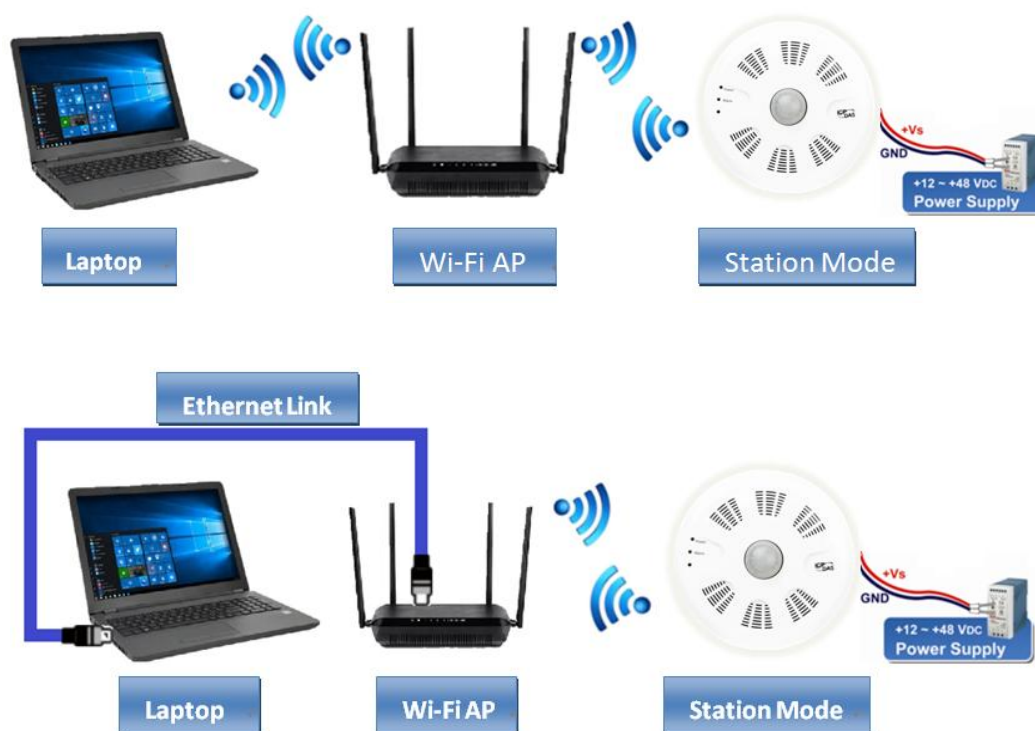 +Vs
GND
+12 ~ +48 VDC
Power Supply
Laptop
Wi-Fi AP
Station Mode
Ethernet Link
+Vs
GND
+12 ~ +48 VDC
Power Supply
Laptop
Wi-Fi AP
Station Mode